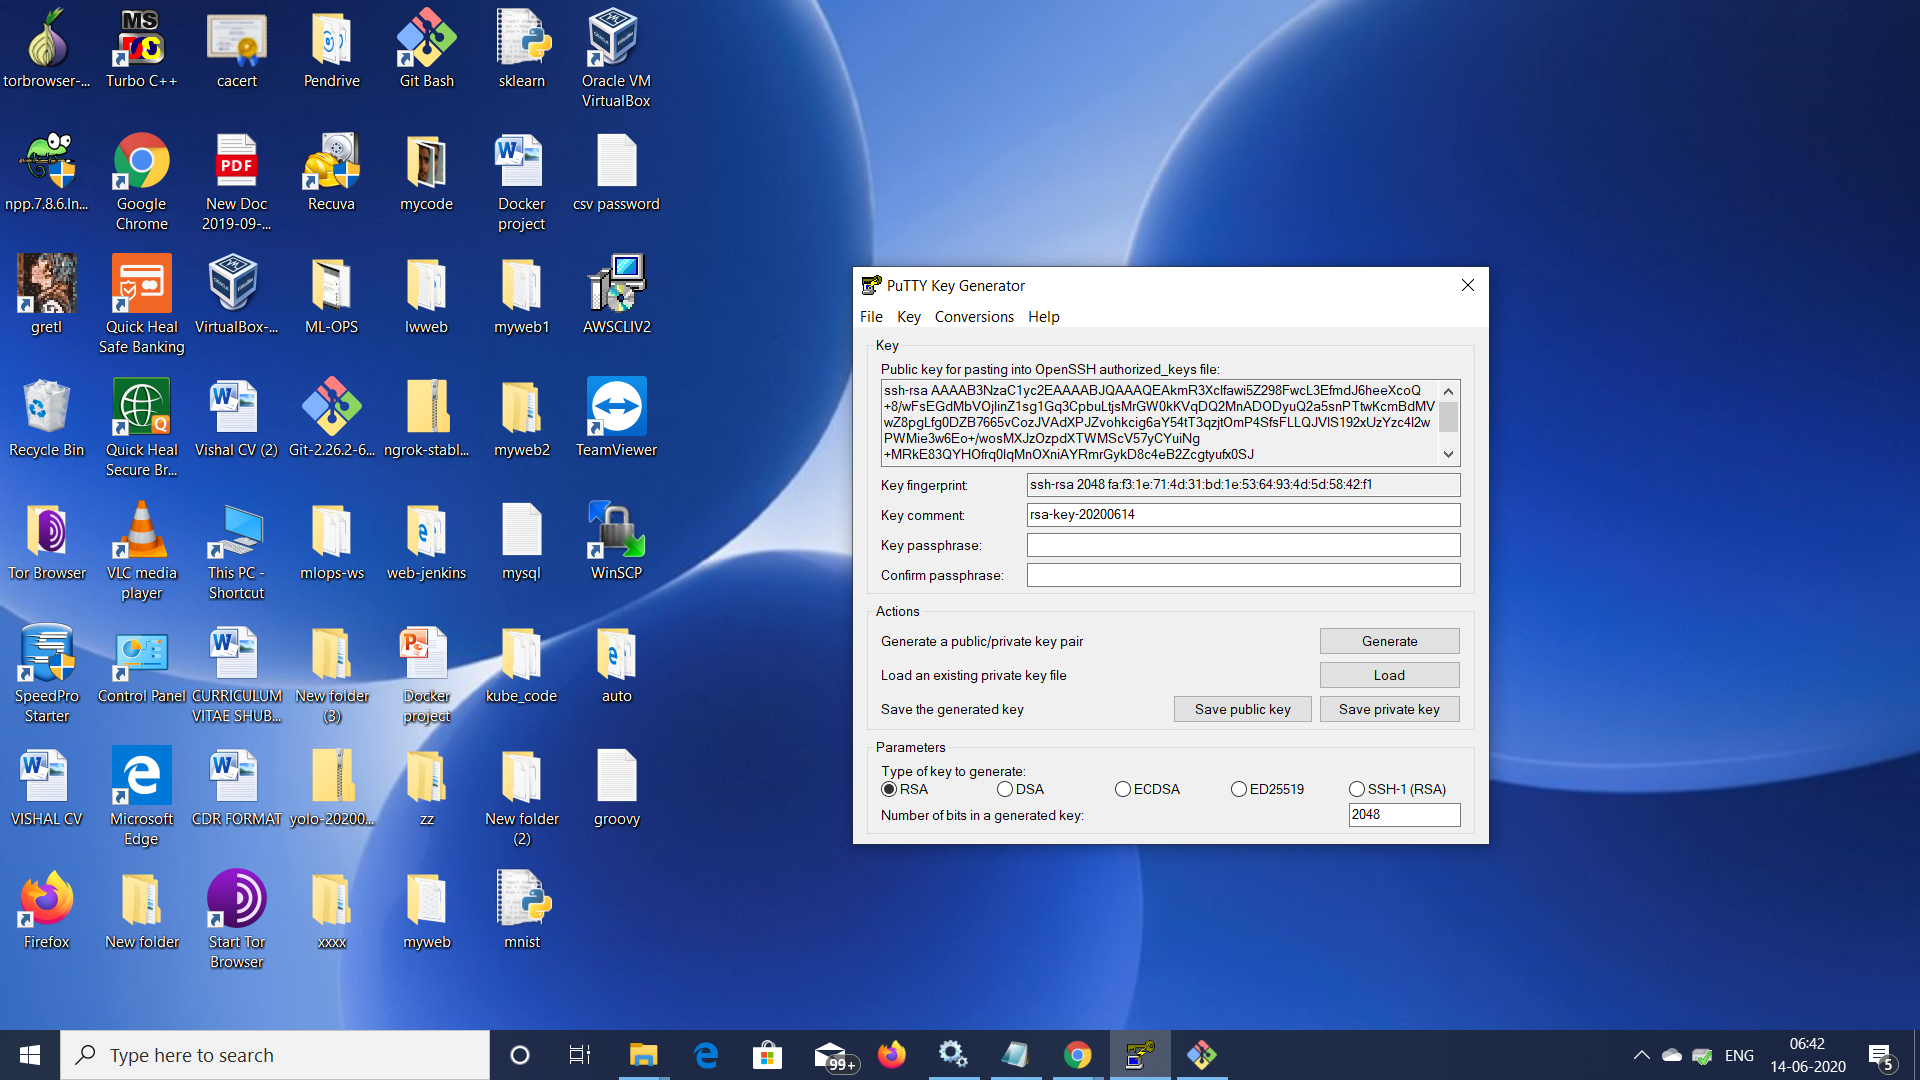 torbrowser-...
Turbo C++
cacert
Pendrive
Git Bash
sklearn
Oracle VM
VirtualBox
npp.7.8.6.In...
Google
Chrome
PDF
New Doc
2019-09-...
Recuva
mycode
Docker
project
csv password
gretl
Quick Heal
Safe Banking
VirtualBox-...
ML-OPS
lwweb
myweb1
AWSCLIV2
Recycle Bin
Quick Heal
Secure Br...
Vishal CV (2)
Git-2.26.2-6...
ngrok-stabl...
myweb2
TeamViewer
Tor Browser
VLC media
player
This PC -
Shortcut
mlops-ws
web-jenkins
mysql
WinSCP
SpeedPro
Starter
Control Panel
CURRICULUM
VITAE SHUB...
New folder
(3)
Docker
project
kube_code
auto
VISHAL CV
Microsoft
Edge
CDR FORMAT
yolo-20200...
zz
New folder
(2)
groovy
Firefox
New folder
Start Tor
Browser
xxxx
myweb
mnist
PuTTY Key Generator
File Key Conversions Help
Key
Public key for pasting into OpenSSH authorized_keys file:
ssh-rsa AAAAB3NzaC1yc2EAAAABJQAAAQEAkmR3Xclfawi5Z298FwcL3EfmdJ6heeXcoQ
+8/wFsEGdMbVOjlinZ1sg1Gq3CpbuLtjsMrGW0kKVqDQ2MnADODyuQ2a5snPTtwKcmBdMV
wZ8pgLfg0DZB7665vCozJVAdXPJZvohkcig6aY54tT3qzjtOmP4SfsFLLQJVlS192xUzYzc4l2w
PWMie3w6Eo+/wosMXJzOzpdXTWMScV57yCYuiNg
+MRkE83QYHOfrq0lqMnOXniAYRmrGykD8c4eB2Zcgtyufx0SJ
Key fingerprint: ssh-rsa 2048 fa:f3:1e:71:4d:31:bd:1e:53:64:93:4d:5d:58:42:f1
Key comment: rsa-key-20200614
Key passphrase:
Confirm passphrase:
Actions
Generate a public/private key pair Generate
Load an existing private key file Load
Save the generated key Save public key Save private key
Parameters
Type of key to generate:
RSA DSA ECDSA ED25519 SSH-1 (RSA)
Number of bits in a generated key: 2048
Type here to search
99+
ENG
06:42
14-06-2020
5